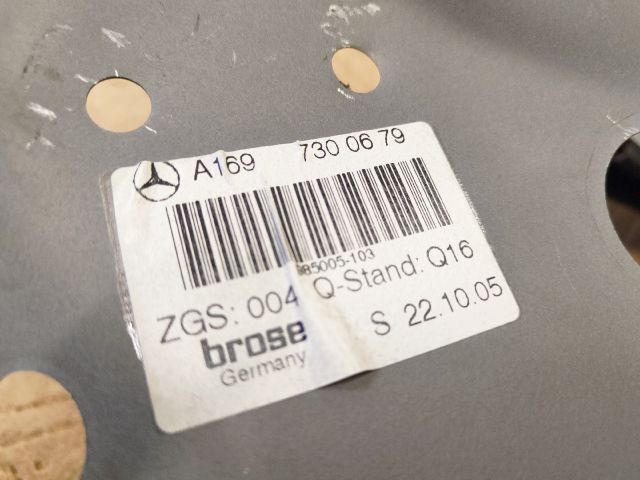 A169 730 06 79
985005-103
ZGS: 004 Q-Stand: Q16
brose S 22.10.05
Germany